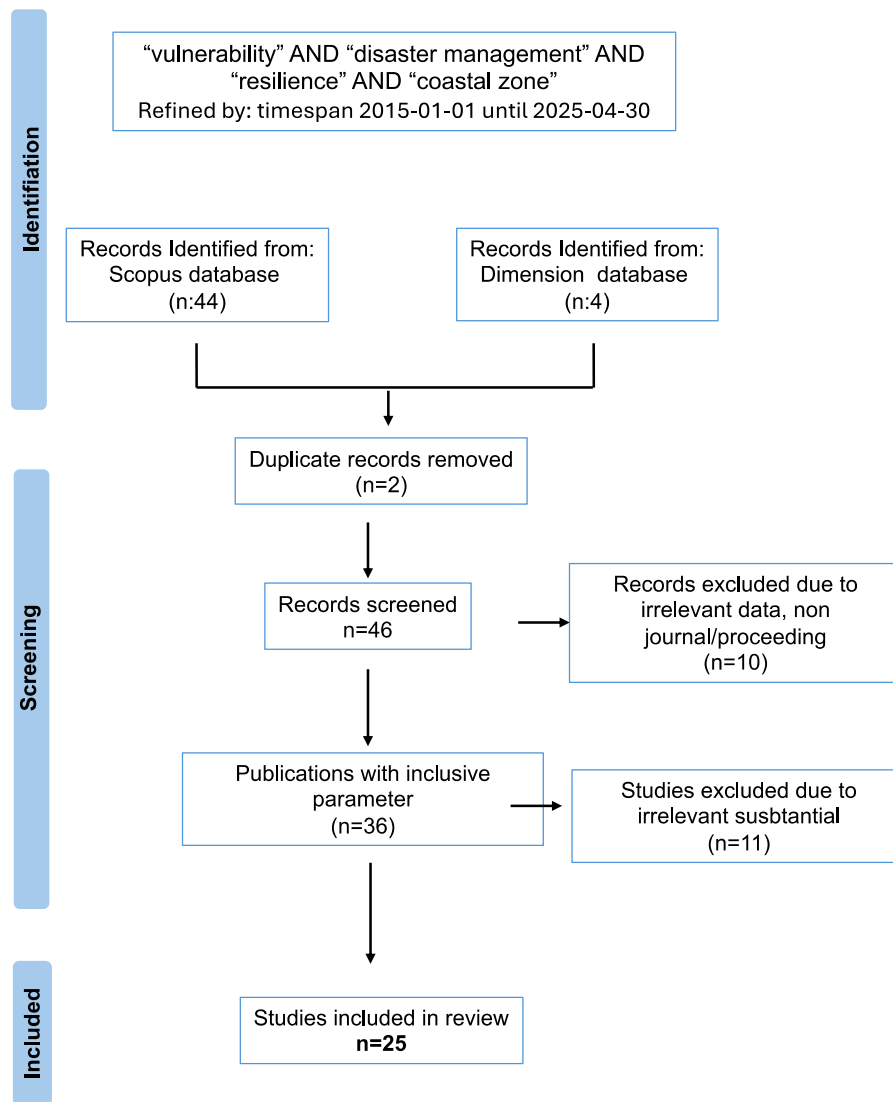 “vulnerability” AND “disaster management” AND
“resilience” AND “coastal zone”
Refined by: timespan 2015-01-01 until 2025-04-30
Identifiation
Records Identified from:
Scopus database
(n:44)
Records Identified from:
Dimension database
(n:4)
Duplicate records removed
(n=2)
Screening
Records screened
n=46
Records excluded due to
irrelevant data, non
journal/proceeding
(n=10)
Publications with inclusive
parameter
(n=36)
Studies excluded due to
irrelevant susbtantial
(n=11)
Included
Studies included in review
n=25